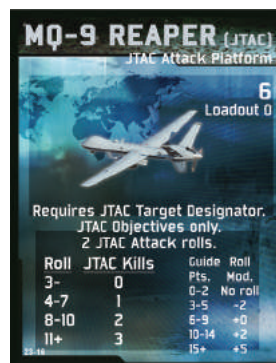 MQ-9 REAPER (JTAC)
JTAC Attack Platform
6
Loadout 0
Requires JTAC Target Designator.
JTAC Objectives only.
2 JTAC Attack rolls.
Roll JTAC Kills
3- 0
4-7 1
8-10 2
11+ 3
Guide Roll
Pts. Mod.
0-2 No roll
3-5 -2
6-9 +0
10-14 +2
15+ +5